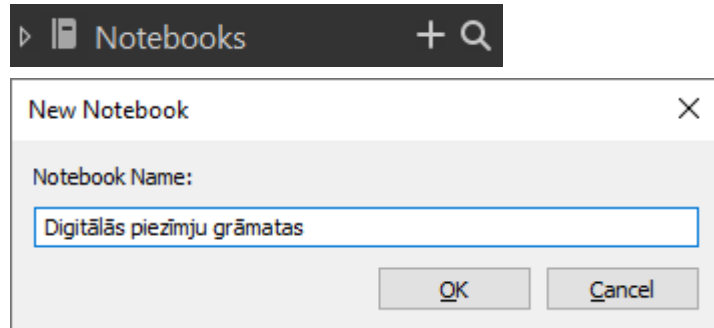 Notebooks
New Notebook
Notebook Name:
Digitālās piezīmju grāmatas
OK Cancel